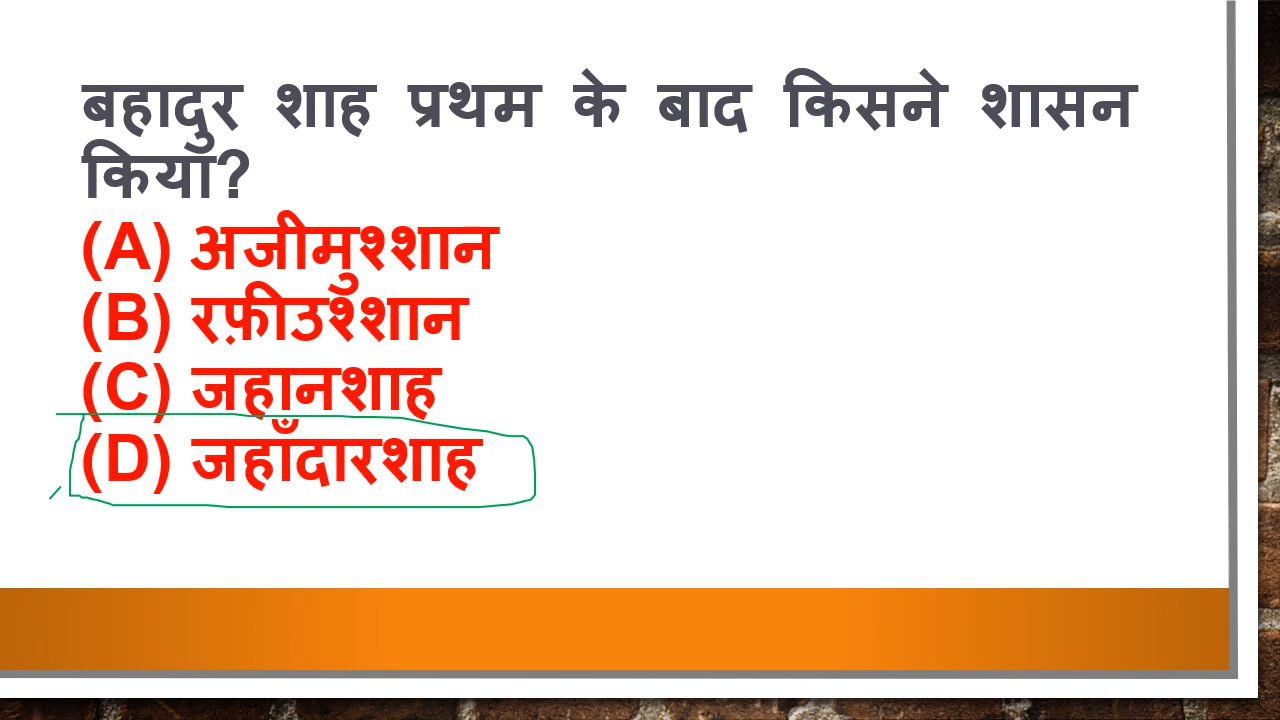 बहादुर शाह प्रथम के बाद किसने शासन
किया?
(A) अजीमुश्शान
(B) रफ़ीउश्शान
(C) जहानशाह
(D) जहाँदारशाह